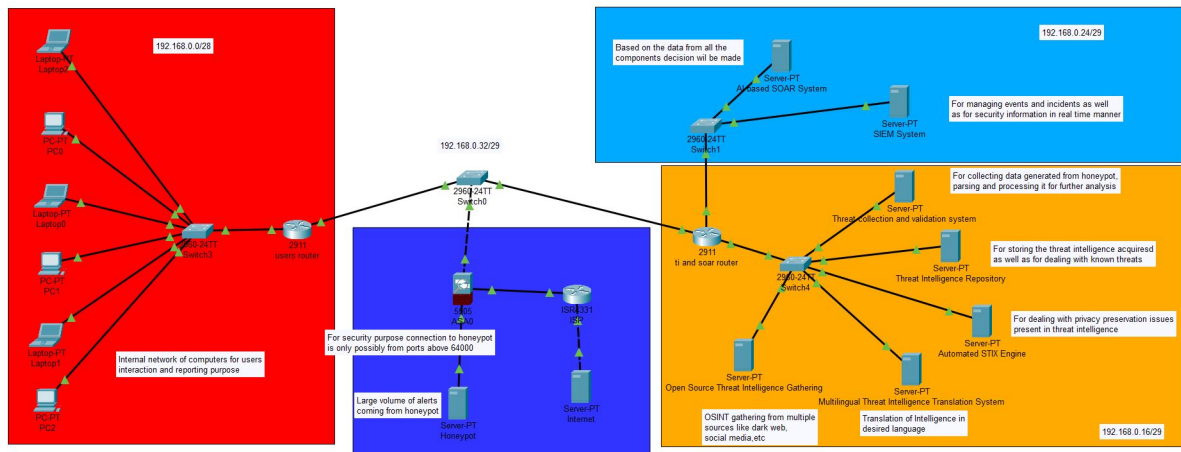 192.168.0.0/28
Laptop-PT
Laptop2
PC-PT
PC0
Laptop-PT
Laptop0
PC-PT
PC1
Laptop-PT
Laptop1
PC-PT
PC2
2960-24TT
Switch3
2911
users router
Internal network of computers for users
interaction and reporting purpose
192.168.0.32/29
2960-24TT
Switch0
5505
ASA0
ISR4331
ISP
For security purpose connection to honeypot
is only possibly from ports above 64000
Large volume of alerts
coming from honeypot
Server-PT
Honeypot
Server-PT
Internet
192.168.0.24/29
Based on the data from all the
components decision wil be made
Server-PT
AI based SOAR System
Server-PT
SIEM System
For managing events and incidents as well
as for security information in real time manner
2960-24TT
Switch1
2911
ti and soar router
2960-24TT
Switch4
For collecting data generated from honeypot,
parsing and processing it for further analysis
Server-PT
Threat collection and validation system
For storing the threat intelligence acquiresd
as well as for dealing with known threats
Server-PT
Threat Intelligence Repository
For dealing with privacy preservation issues
present in threat intelligence
Server-PT
Automated STIX Engine
Server-PT
Open Source Threat Intelligence Gathering
Server-PT
Multilingual Threat Intelligence Translation System
OSINT gathering from multiple
sources like dark web,
social media,etc
Translation of Intelligence in
desired language
192.168.0.16/29